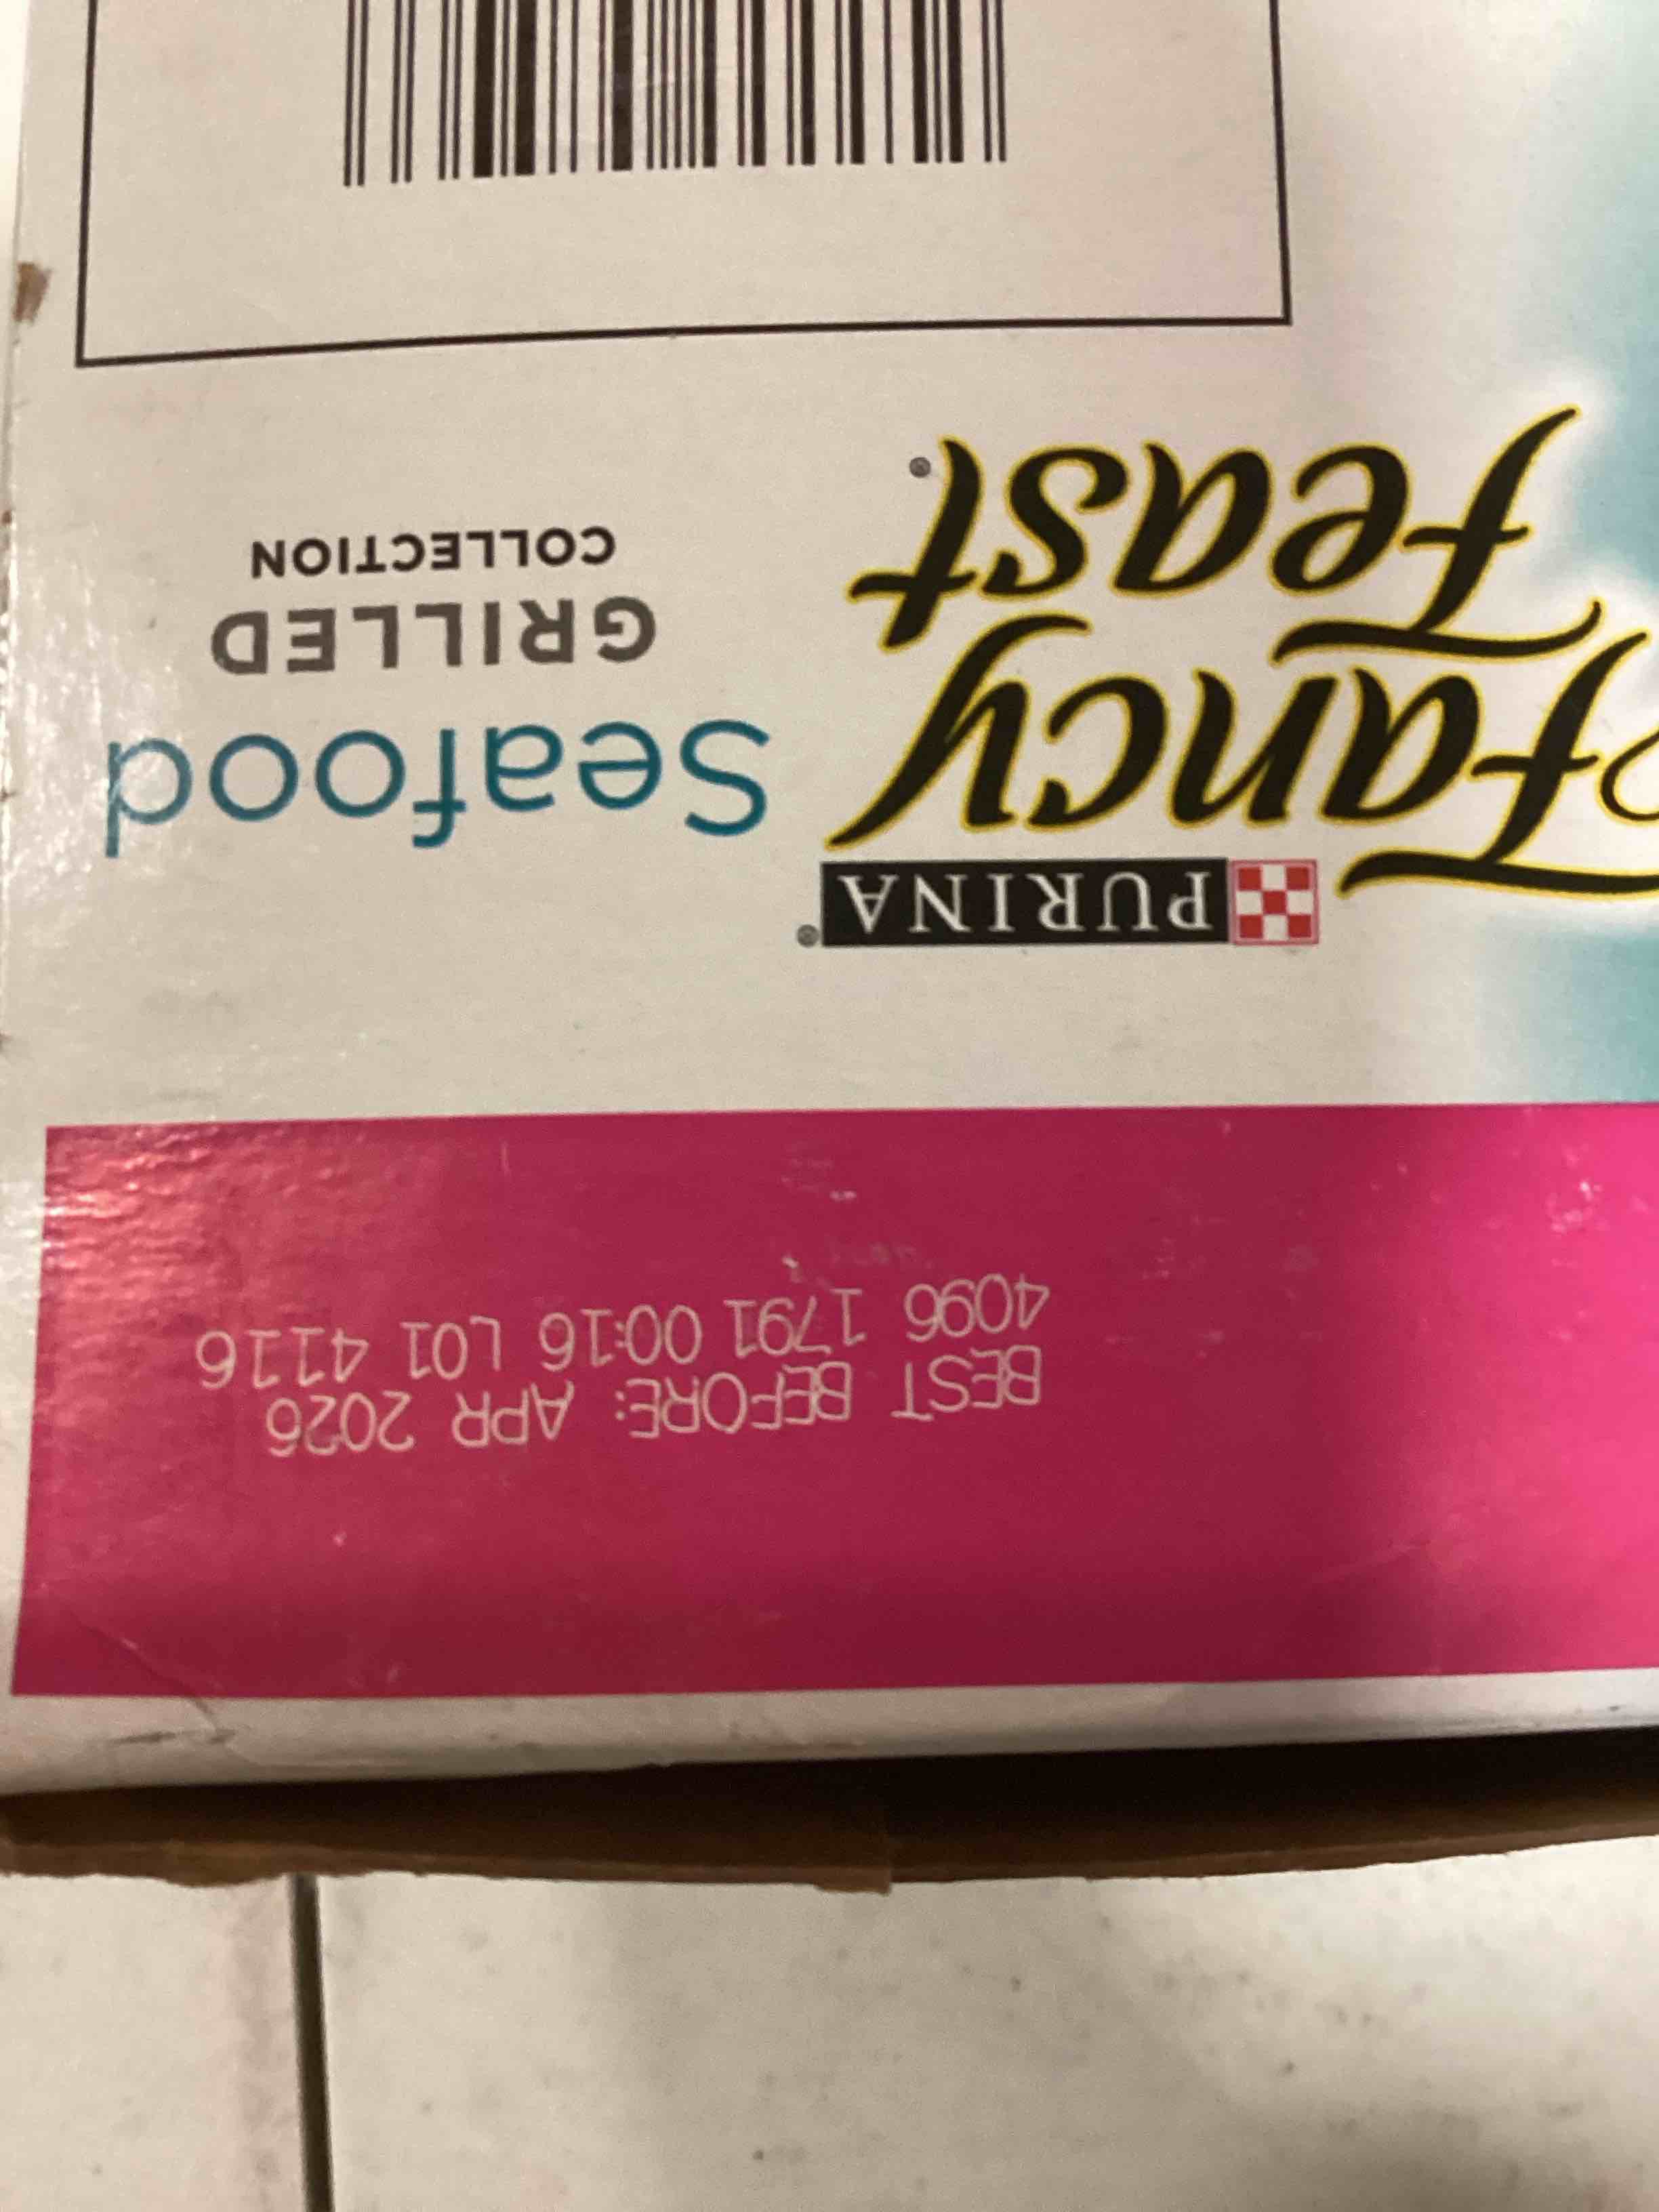 BEST BEFORE: APR 2026
4096 1791 00:16 L01 4116
PURINA®
Fancy
Feast®
Seafood
GRILLED
COLLECTION